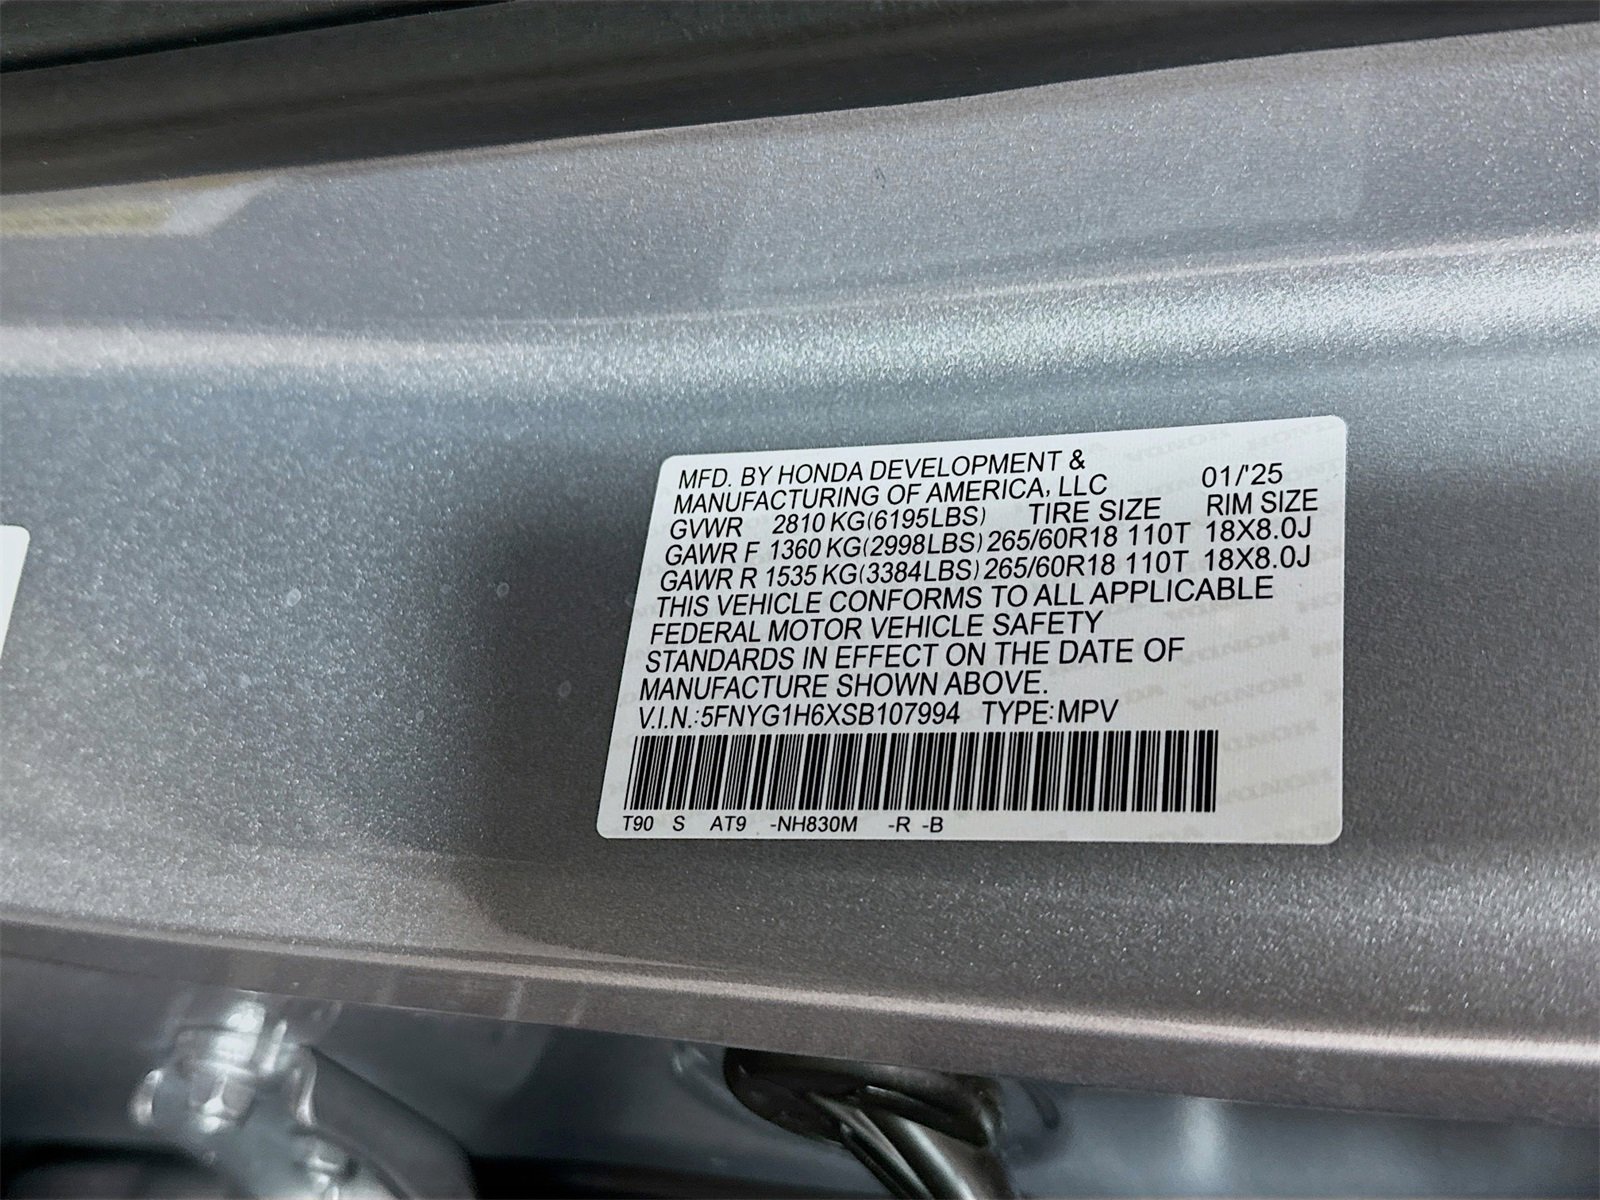 MFD. BY HONDA DEVELOPMENT &
MANUFACTURING OF AMERICA, LLC 01/'25
GVWR 2810 KG(6195LBS) TIRE SIZE RIM SIZE
GAWR F 1360 KG(2998LBS) 265/60R18 110T 18X8.0J
GAWR R 1535 KG(3384LBS) 265/60R18 110T 18X8.0J
THIS VEHICLE CONFORMS TO ALL APPLICABLE
FEDERAL MOTOR VEHICLE SAFETY
STANDARDS IN EFFECT ON THE DATE OF
MANUFACTURE SHOWN ABOVE.
V.I.N.:5FNYG1H6XSB107994 TYPE:MPV
T90 S AT9 -NH830M -R -B